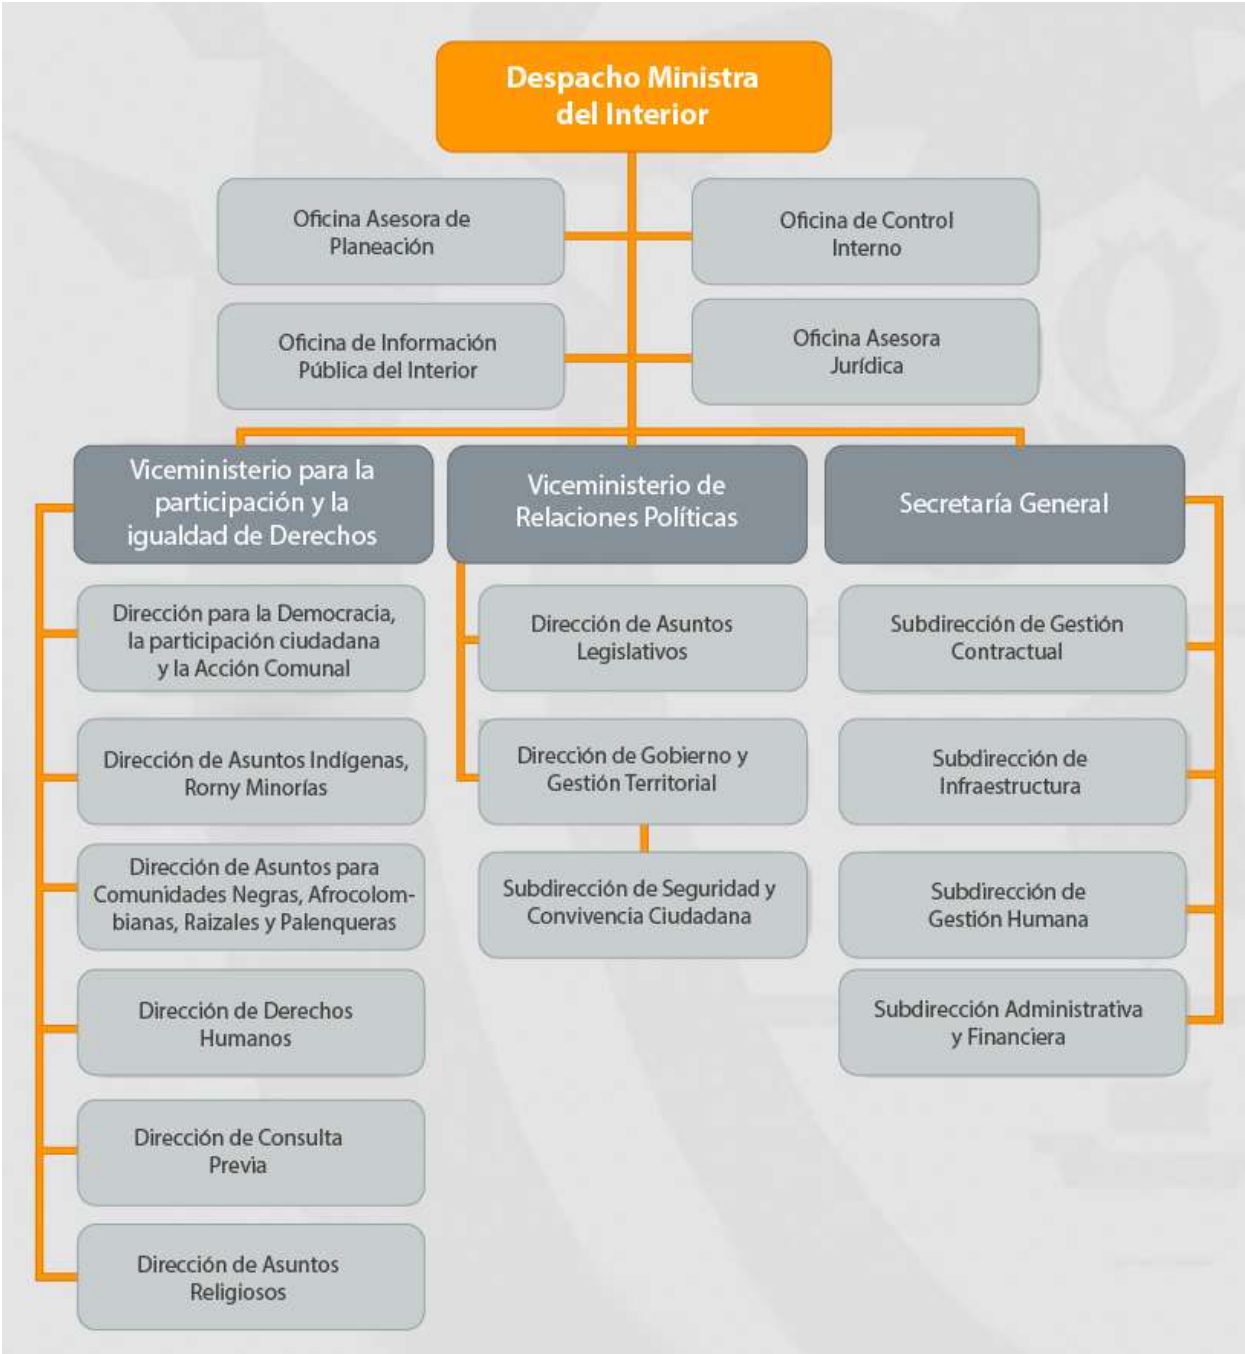 Despacho Ministra
del Interior
Oficina Asesora de
Planeación
Oficina de Control
Interno
Oficina de Información
Pública del Interior
Oficina Asesora
Jurídica
Viceministerio para la
participación y la
igualdad de Derechos
Viceministerio de
Relaciones Políticas
Secretaría General
Dirección para la Democracia,
la participación ciudadana
y la Acción Comunal
Dirección de Asuntos Indígenas,
Rorny Minorías
Dirección de Asuntos para
Comunidades Negras, Afrocolom-
bianas, Raizales y Palenqueras
Dirección de Derechos
Humanos
Dirección de Consulta
Previa
Dirección de Asuntos
Religiosos
Dirección de Asuntos
Legislativos
Dirección de Gobierno y
Gestión Territorial
Subdirección de Seguridad y
Convivencia Ciudadana
Subdirección de Gestión
Contractual
Subdirección de
Infraestructura
Subdirección de
Gestión Humana
Subdirección Administrativa
y Financiera